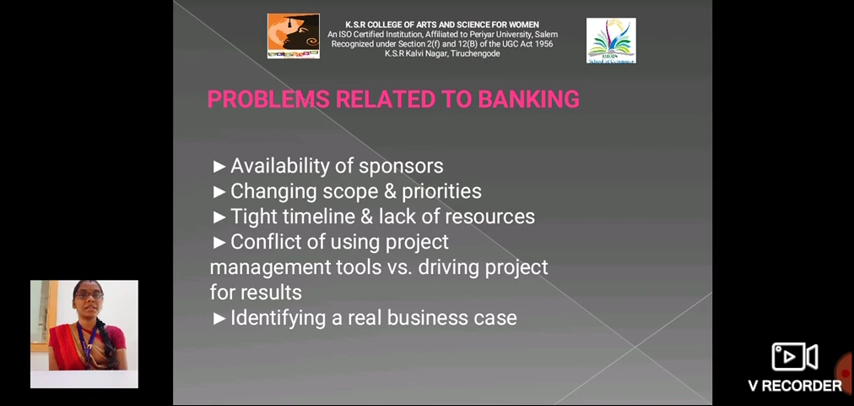 K.S.R COLLEGE OF ARTS AND SCIENCE FOR WOMEN
An ISO Certified Institution, Affiliated to Periyar University, Salem
Recognized under Section 2(f) and 12(B) of the UGC Act 1956
K.S.R Kalvi Nagar, Tiruchengode
PROBLEMS RELATED TO BANKING
►Availability of sponsors
►Changing scope & priorities
►Tight timeline & lack of resources
►Conflict of using project
management tools vs. driving project
for results
►Identifying a real business case
V RECORDER